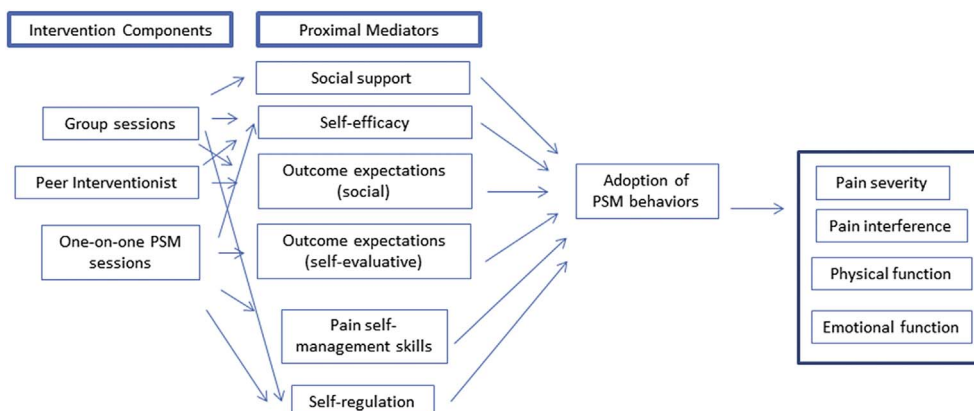 Intervention Components
Proximal Mediators
Social support
Group sessions
Self-efficacy
Peer Interventionist
Outcome expectations
(social)
One-on-one PSM
sessions
Outcome expectations
(self-evaluative)
Pain self-
management skills
Self-regulation
Adoption of
PSM behaviors
Pain severity
Pain interference
Physical function
Emotional function